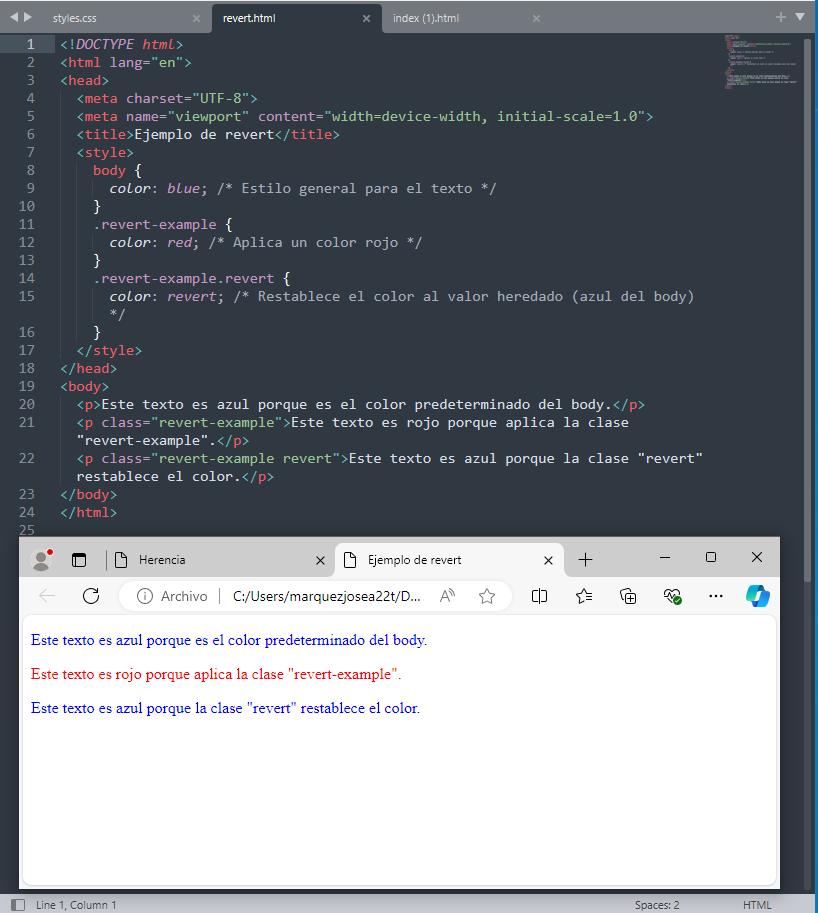 styles.css × revert.html × index (1).html ×
1 <!DOCTYPE html>
2 <html lang="en">
3 <head>
4 <meta charset="UTF-8">
5 <meta name="viewport" content="width=device-width, initial-scale=1.0">
6 <title>Ejemplo de revert</title>
7 <style>
8 body {
9 color: blue; /* Estilo general para el texto */
10 }
11 .revert-example {
12 color: red; /* Aplica un color rojo */
13 }
14 .revert-example.revert {
15 color: revert; /* Restablece el color al valor heredado (azul del body)
*/
16 }
17 </style>
18 </head>
19 <body>
20 <p>Este texto es azul porque es el color predeterminado del body.</p>
21 <p class="revert-example">Este texto es rojo porque aplica la clase
"revert-example".</p>
22 <p class="revert-example revert">Este texto es azul porque la clase "revert"
restablece el color.</p>
23 </body>
24 </html>
25
Herencia × Ejemplo de revert ×
Archivo C:/Users/marquezjosea22t/D...
Este texto es azul porque es el color predeterminado del body.
Este texto es rojo porque aplica la clase "revert-example".
Este texto es azul porque la clase "revert" restablece el color.
Line 1, Column 1 Spaces: 2 HTML